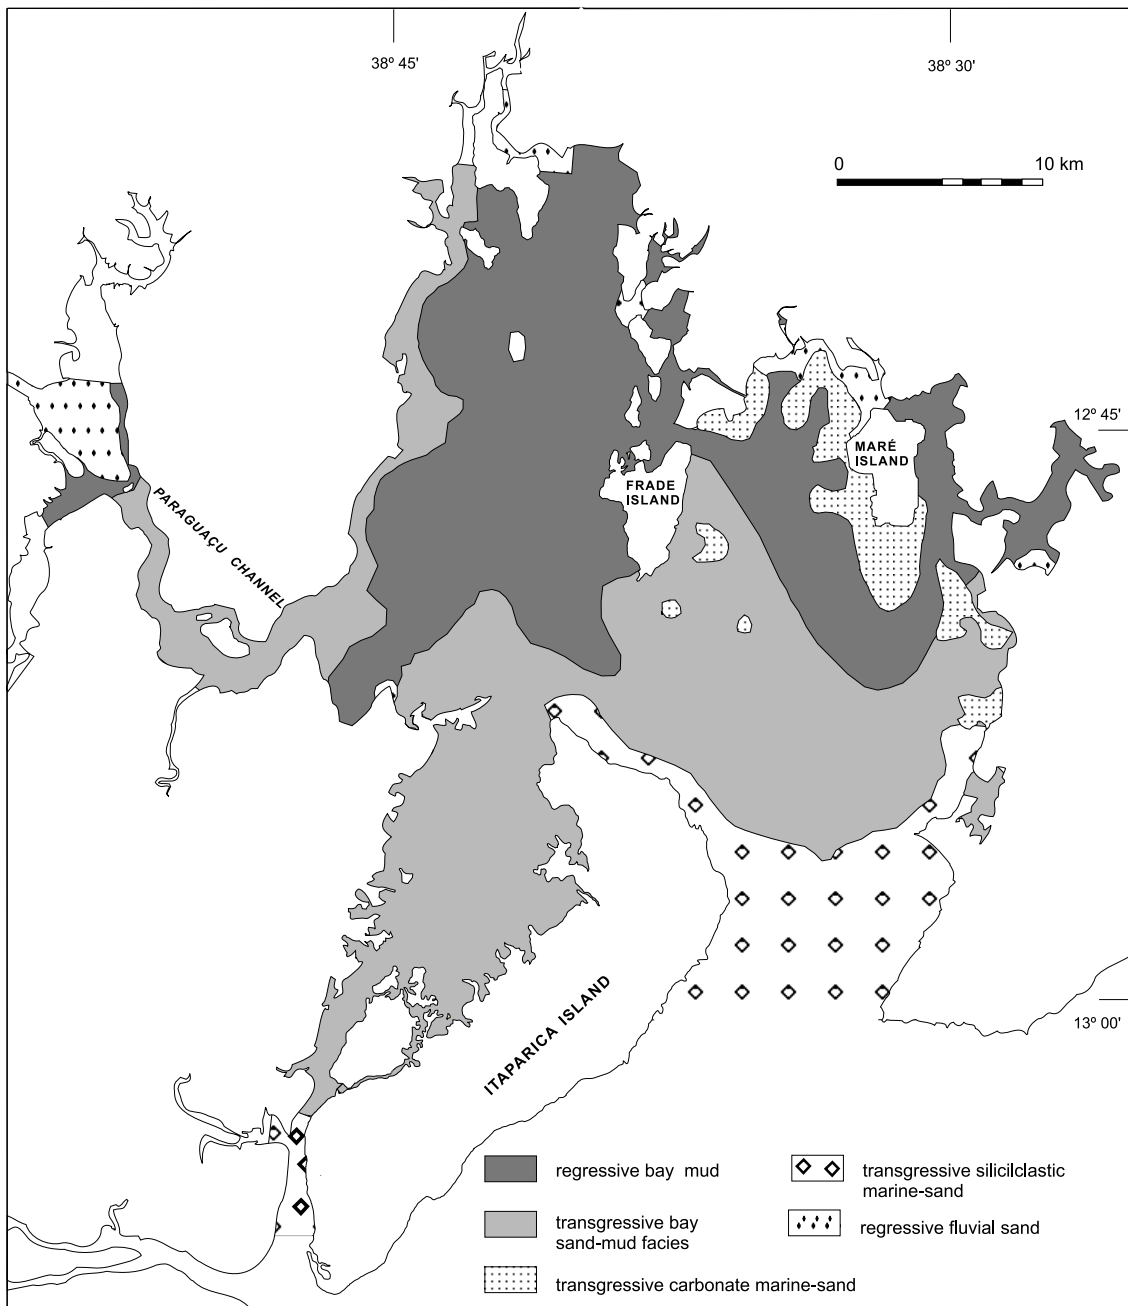 38º 45'
38º 30'
0
10 km
12º 45'
MARÉ
ISLAND
FRADE
ISLAND
PARAGUAÇU CHANNEL
ITAPARICA ISLAND
13º 00'
regressive bay mud
transgressive bay
sand-mud facies
transgressive carbonate marine-sand
transgressive silicilclastic
marine-sand
regressive fluvial sand